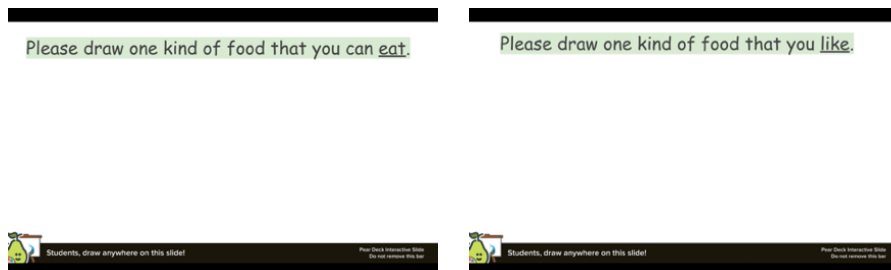 Please draw one kind of food that you can eat.
Students, draw anywhere on this slide!
Pear Deck Interactive Slide
Do not remove this bar
Please draw one kind of food that you like.
Students, draw anywhere on this slide!
Pear Deck Interactive Slide
Do not remove this bar